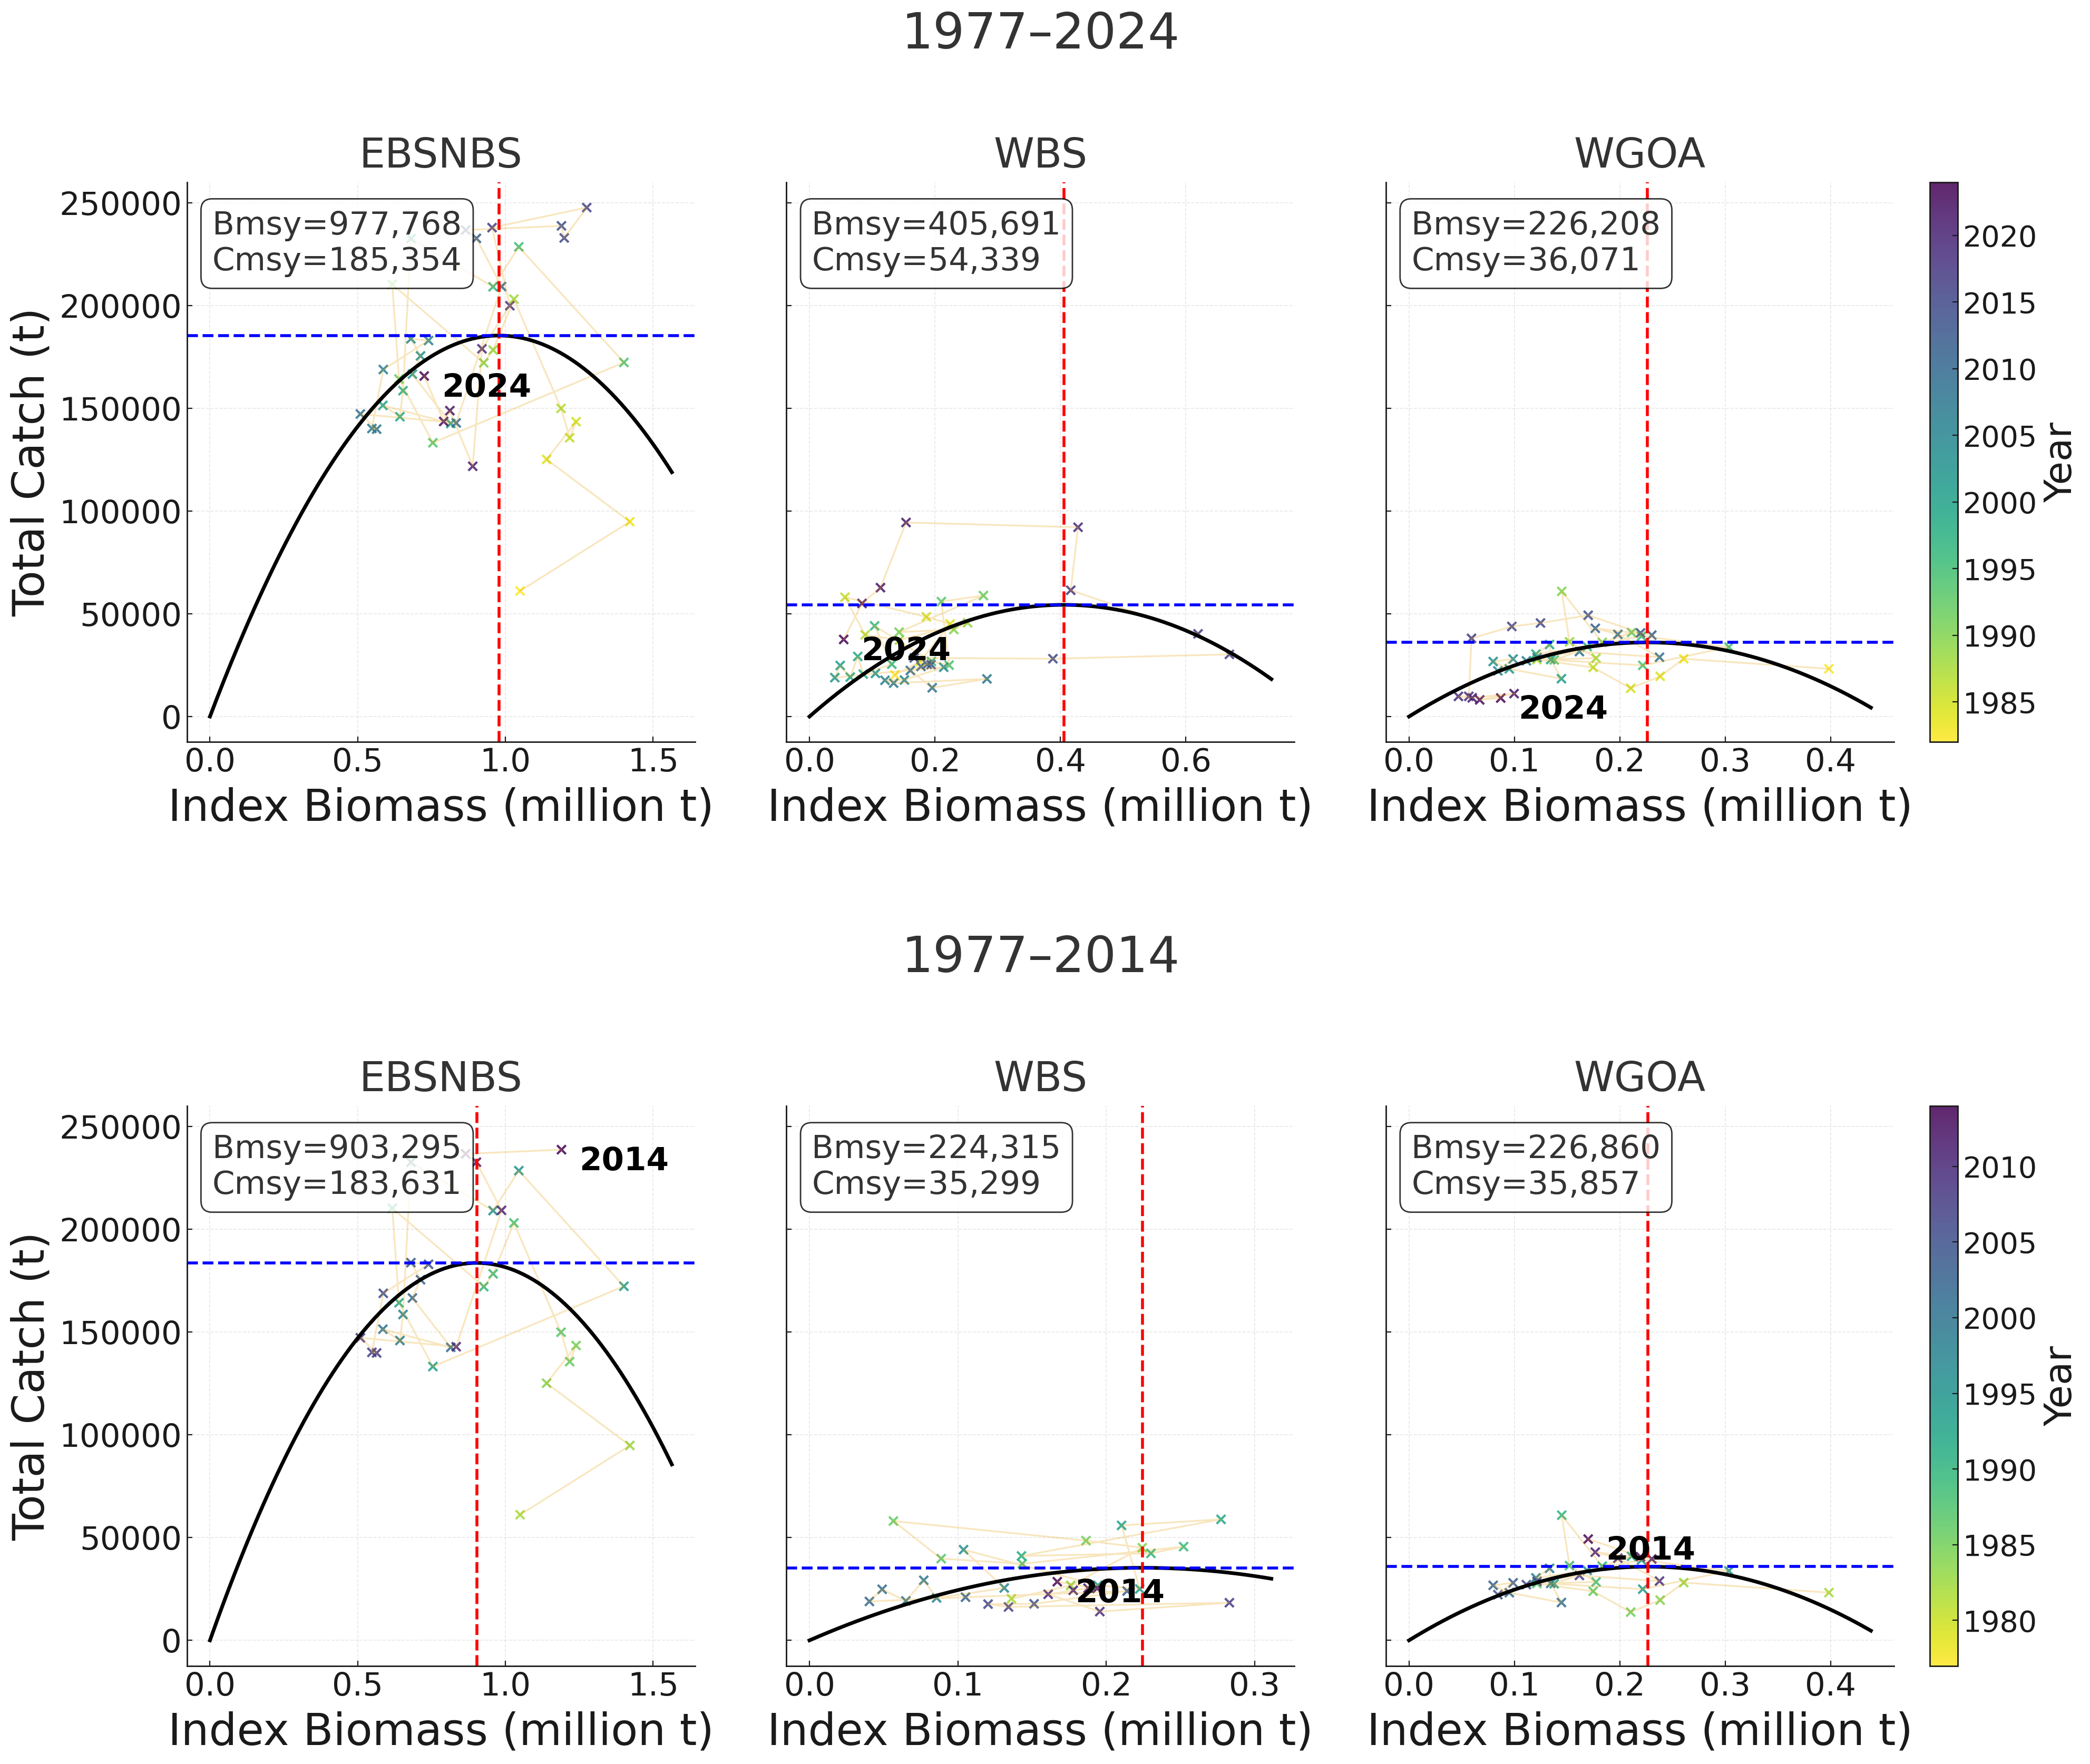 1977–2024
EBSNBS
WBS
WGOA
Total Catch (t)
250000
200000
150000
100000
50000
0
Bmsy=977,768
Cmsy=185,354
2024
0.0 0.5 1.0 1.5
Index Biomass (million t)
Bmsy=405,691
Cmsy=54,339
2024
0.0 0.2 0.4 0.6
Index Biomass (million t)
Bmsy=226,208
Cmsy=36,071
2024
0.0 0.1 0.2 0.3 0.4
Index Biomass (million t)
2020
2015
2010
2005
2000
1995
1990
1985
Year
1977–2014
EBSNBS
WBS
WGOA
Total Catch (t)
250000
200000
150000
100000
50000
0
Bmsy=903,295
Cmsy=183,631
2014
0.0 0.5 1.0 1.5
Index Biomass (million t)
Bmsy=224,315
Cmsy=35,299
2014
0.0 0.1 0.2 0.3
Index Biomass (million t)
Bmsy=226,860
Cmsy=35,857
2014
0.0 0.1 0.2 0.3 0.4
Index Biomass (million t)
2010
2005
2000
1995
1990
1985
1980
Year